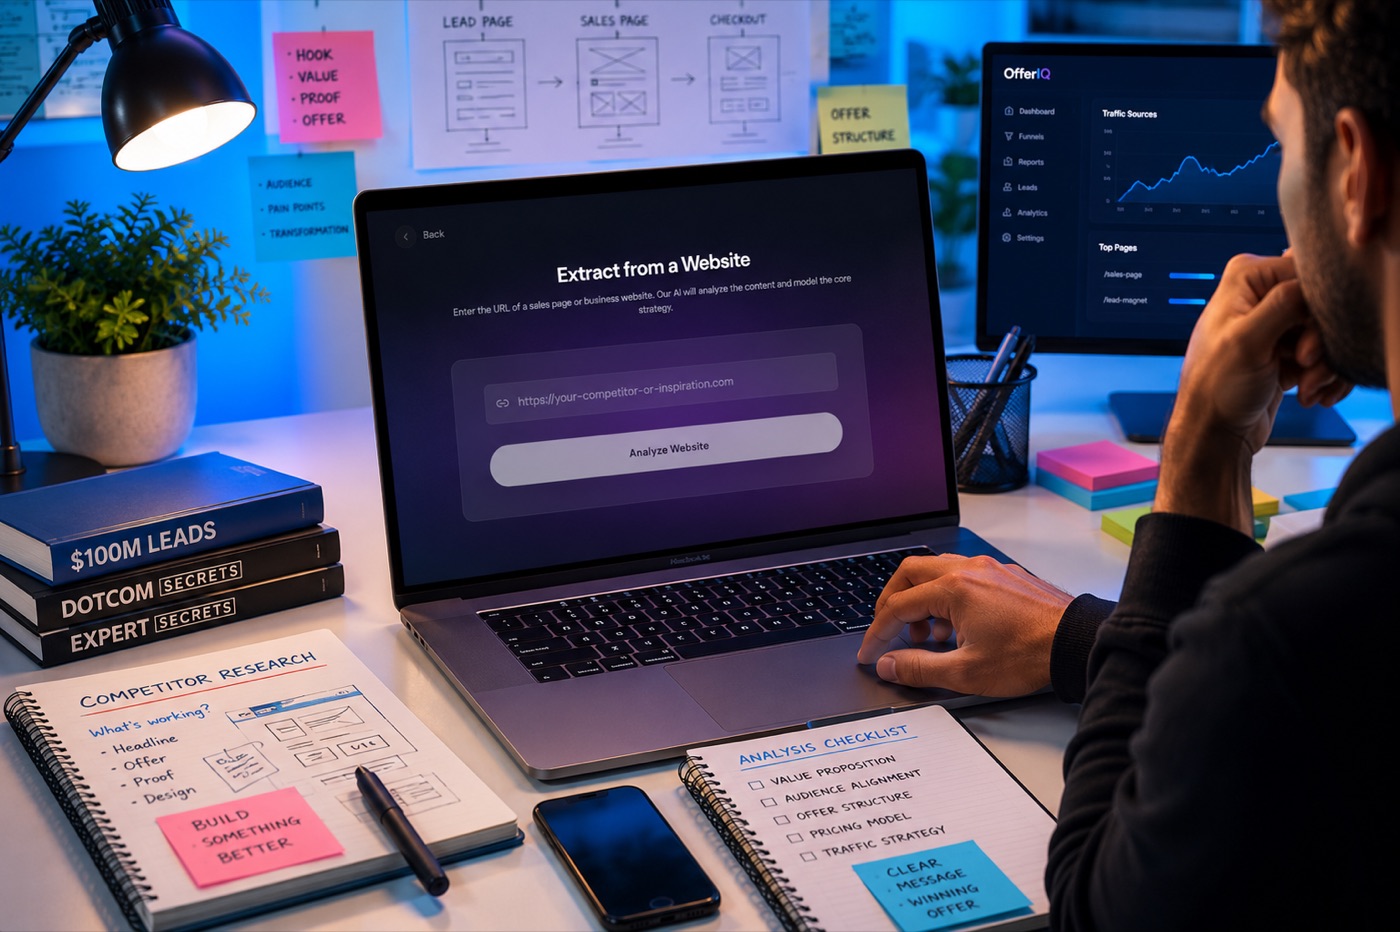 LEAD PAGE
SALES PAGE
CHECKOUT
· HOOK
· VALUE
· PROOF
· OFFER
OFFER
STRUCTURE
· AUDIENCE
· PAIN POINTS
· TRANSFORMATION
OfferIQ
Dashboard
Funnels
Reports
Leads
Analytics
Settings
Traffic Sources
Top Pages
/sales-page
/lead-magnet
Back
Extract from a Website
Enter the URL of a sales page or business website. Our AI will analyze the content and model the core
strategy.
https://your-competitor-or-inspiration.com
Analyze Website
$100M LEADS
DOTCOM SECRETS
EXPERT SECRETS
COMPETITOR RESEARCH
What's working?
- Headline
- Offer
- Proof
- Design
BUILD
SOMETHING
BETTER
ANALYSIS CHECKLIST
VALUE PROPOSITION
AUDIENCE ALIGNMENT
OFFER STRUCTURE
PRICING MODEL
TRAFFIC STRATEGY
CLEAR
MESSAGE
WINNING
OFFER